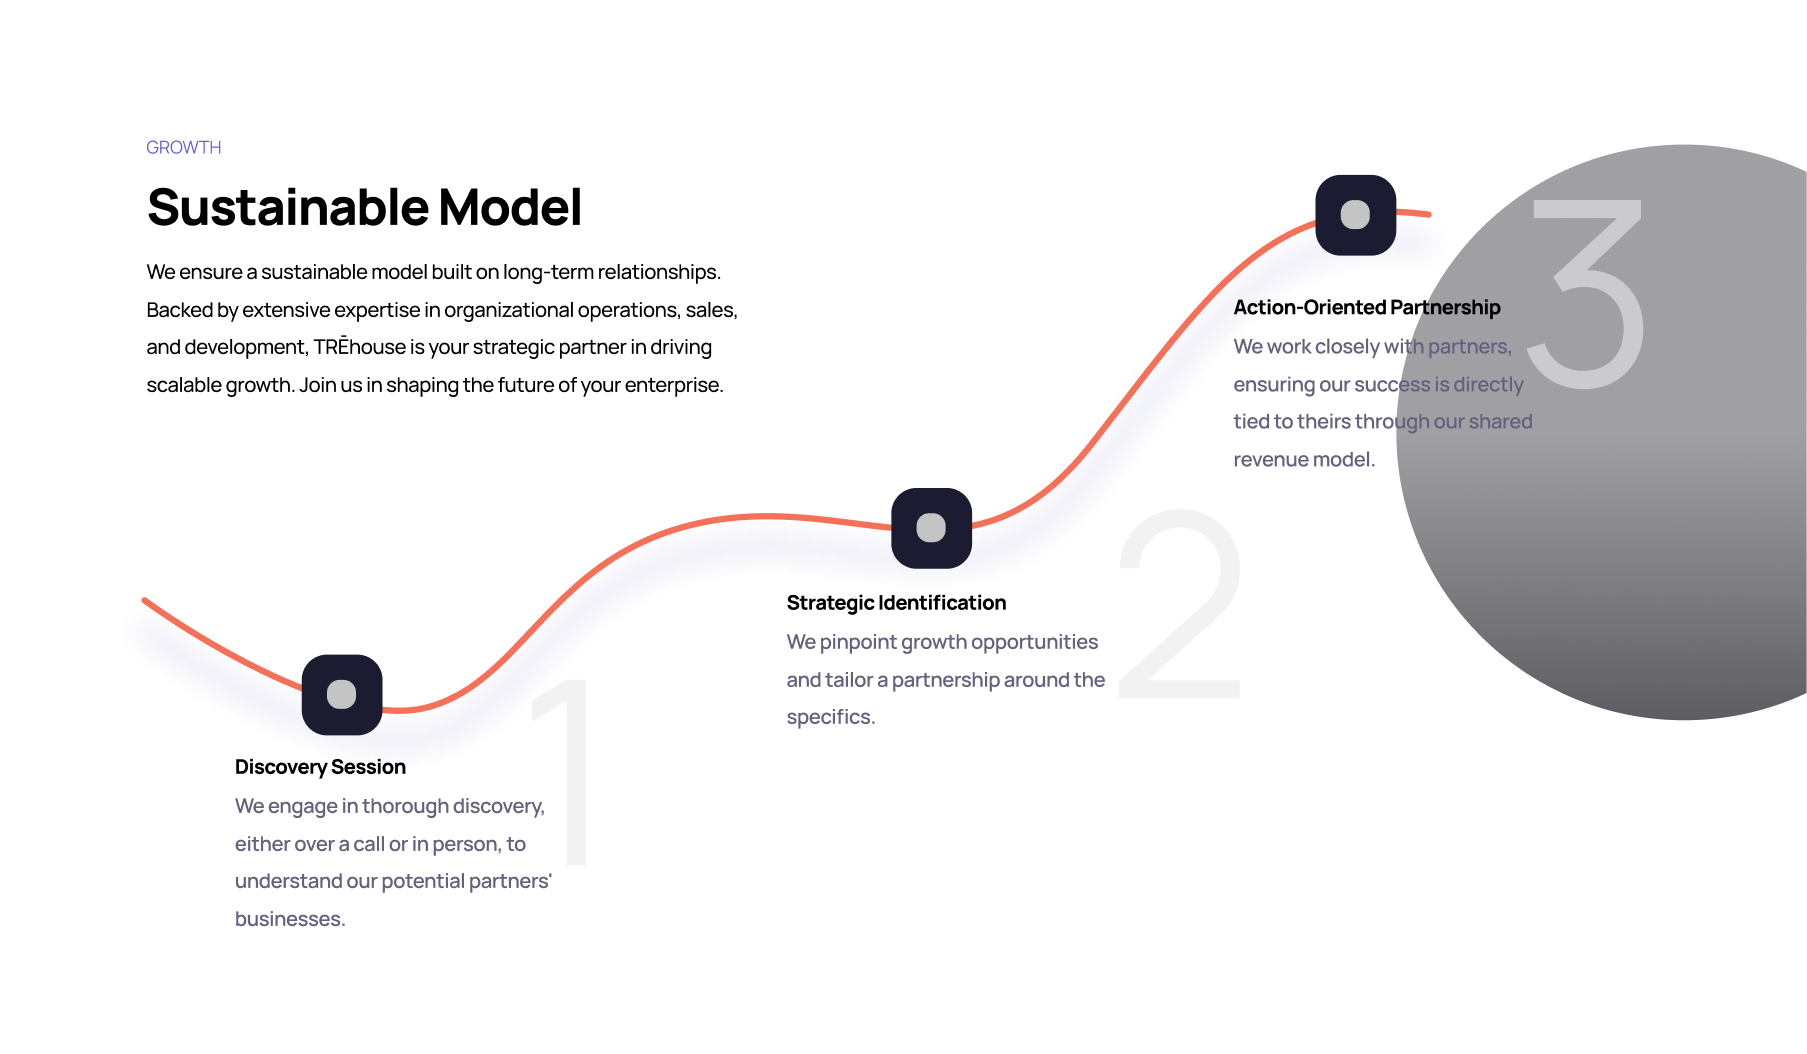 GROWTH
Sustainable Model
We ensure a sustainable model built on long-term relationships.
Backed by extensive expertise in organizational operations, sales,
and development, TRĒhouse is your strategic partner in driving
scalable growth. Join us in shaping the future of your enterprise.
1
Discovery Session
We engage in thorough discovery,
either over a call or in person, to
understand our potential partners'
businesses.
2
Strategic Identification
We pinpoint growth opportunities
and tailor a partnership around the
specifics.
3
Action-Oriented Partnership
We work closely with partners,
ensuring our success is directly
tied to theirs through our shared
revenue model.